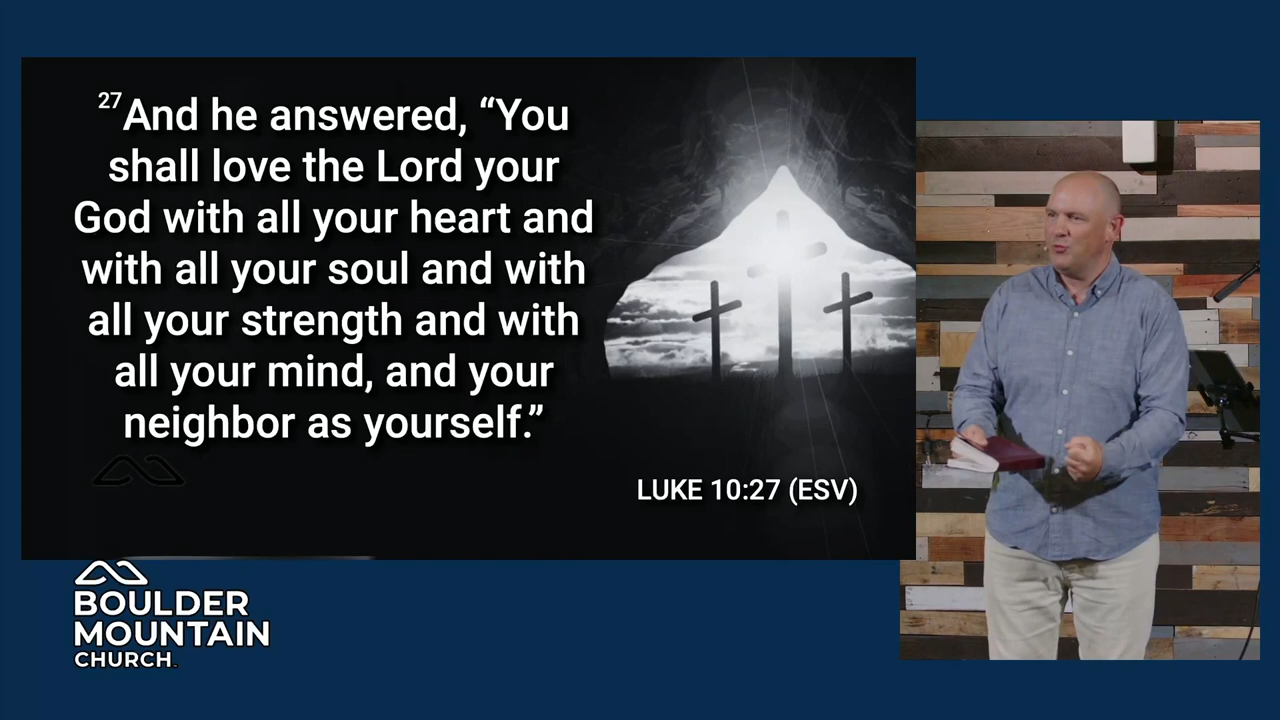 27And he answered, “You
shall love the Lord your
God with all your heart and
with all your soul and with
all your strength and with
all your mind, and your
neighbor as yourself.”
LUKE 10:27 (ESV)
BOULDER
MOUNTAIN
CHURCH.